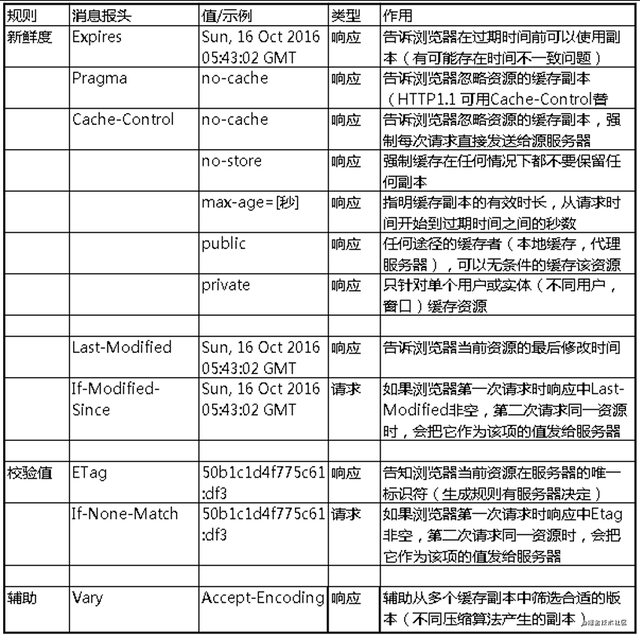 规则 消息报头 值/示例 类型 作用
新鲜度 Expires Sun, 16 Oct 2016 响应 告诉浏览器在过期时间前可以使用副
05:43:02 GMT 本（有可能存在时间不一致问题）
Pragma no-cache 响应 告诉浏览器忽略资源的缓存副本
（HTTP1.1 可用Cache-Control替
Cache-Control no-cache 响应 告诉浏览器忽略资源的缓存副本，强
制每次请求直接发送给源服务器
no-store 响应 强制缓存在任何情况下都不要保留任
何副本
max-age=[秒] 响应 指明缓存副本的有效时长，从请求时
间开始到过期时间之间的秒数
public 响应 任何途径的缓存者（本地缓存，代理
服务器），可以无条件的缓存该资源
private 响应 只针对单个用户或实体（不同用户，
窗口）缓存资源
Last-Modified Sun, 16 Oct 2016 响应 告诉浏览器当前资源的最后修改时间
05:43:02 GMT
If-Modified- Sun, 16 Oct 2016 请求 如果浏览器第一次请求时响应中Last-
Since 05:43:02 GMT Modified非空，第二次请求同一资源
时，会把它作为该项的值发给服务器
校验值 ETag 50b1c1d4f775c61 响应 告知浏览器当前资源在服务器的唯一
:df3 标识符（生成规则有服务器决定）
If-None-Match 50b1c1d4f775c61 请求 如果浏览器第一次请求时响应中Etag
:df3 非空，第二次请求同一资源时，会把
它作为该项的值发给服务器
辅助 Vary Accept-Encoding 响应 辅助从多个缓存副本中筛选合适的版
本（不同压缩算法产生的副本）
@掘金技术社区